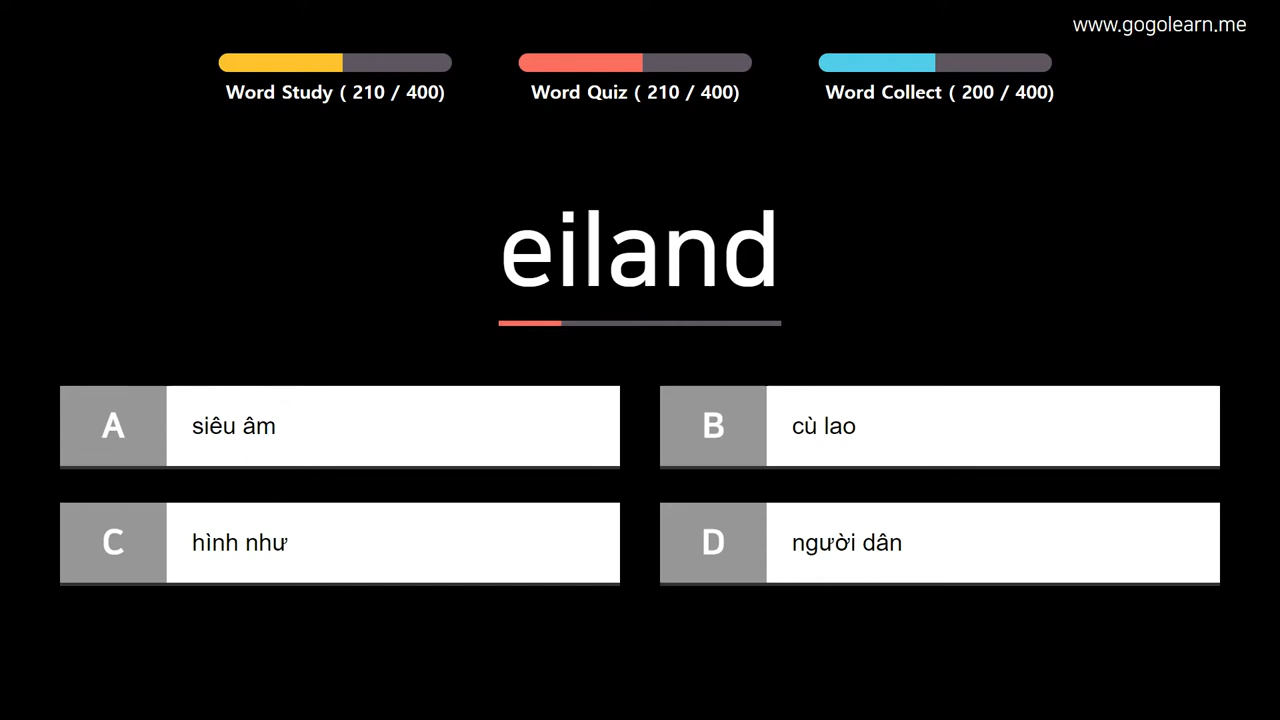 www.gogolearn.me
Word Study ( 210 / 400)
Word Quiz ( 210 / 400)
Word Collect ( 200 / 400)
eiland
A siêu âm
B cù lao
C hình như
D người dân